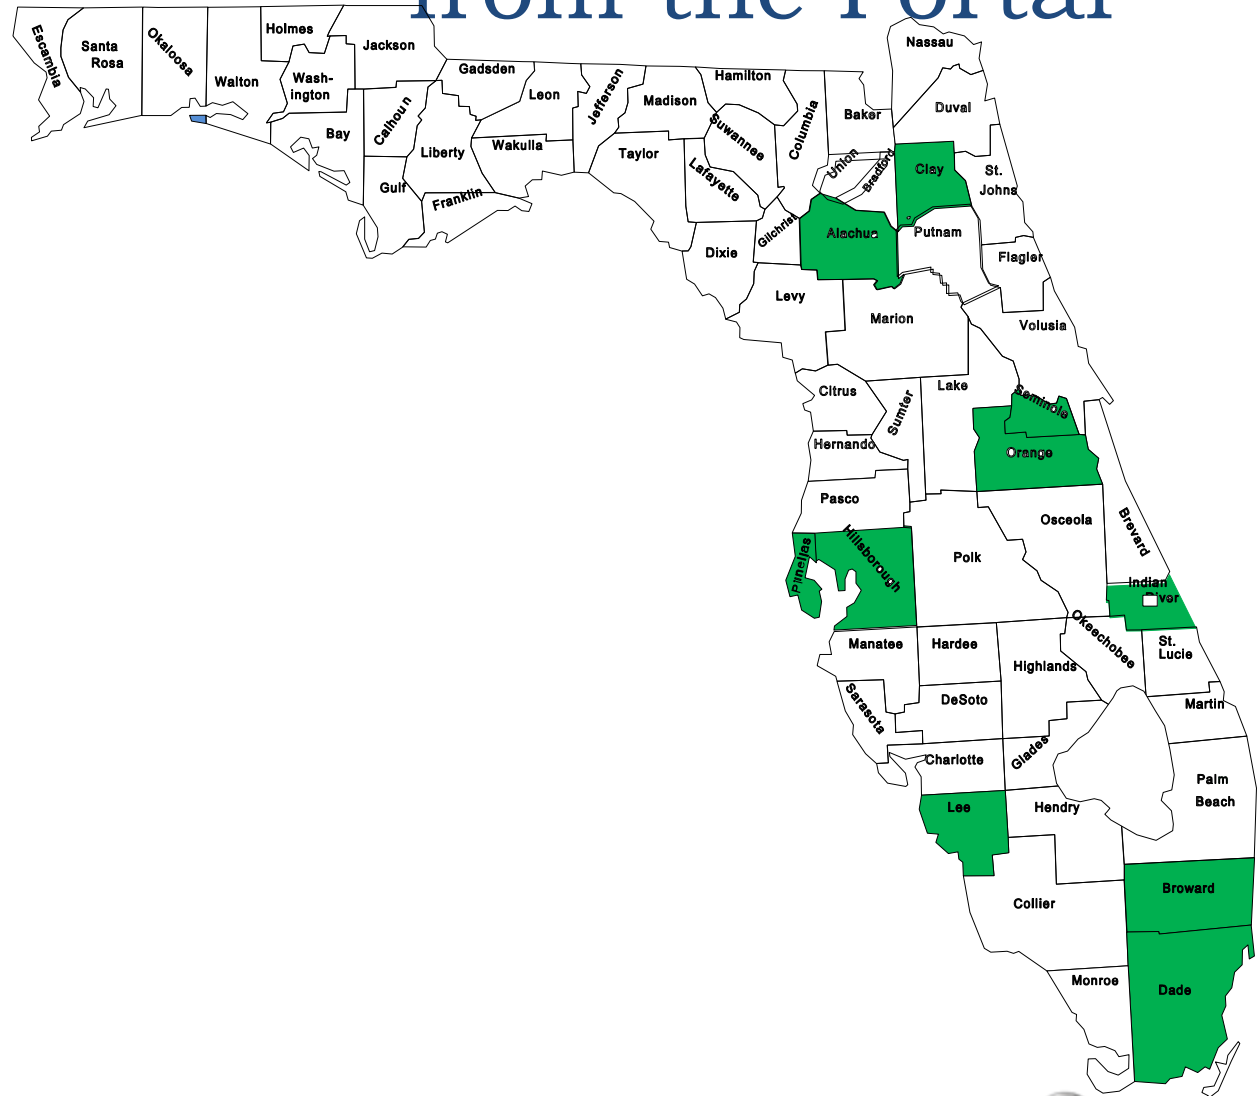 from the Portal
Escambia
Santa
Rosa
Okaloosa
Walton
Holmes
Wash-
ington
Jackson
Bay
Calhoun
Gulf
Liberty
Gadsden
Franklin
Leon
Wakulla
Jefferson
Madison
Taylor
Hamilton
Suwannee
Lafayette
Dixie
Columbia
Gilchrist
Baker
Union
Bradford
Nassau
Duval
Clay
St.
Johns
Alachua
Putnam
Flagler
Levy
Marion
Volusia
Citrus
Sumter
Lake
Seminole
Orange
Hernando
Pasco
Pinellas
Hillsborough
Polk
Osceola
Brevard
Indian
River
Manatee
Hardee
Highlands
Okeechobee
St.
Lucie
Sarasota
DeSoto
Martin
Charlotte
Glades
Lee
Hendry
Palm
Beach
Collier
Broward
Monroe
Dade